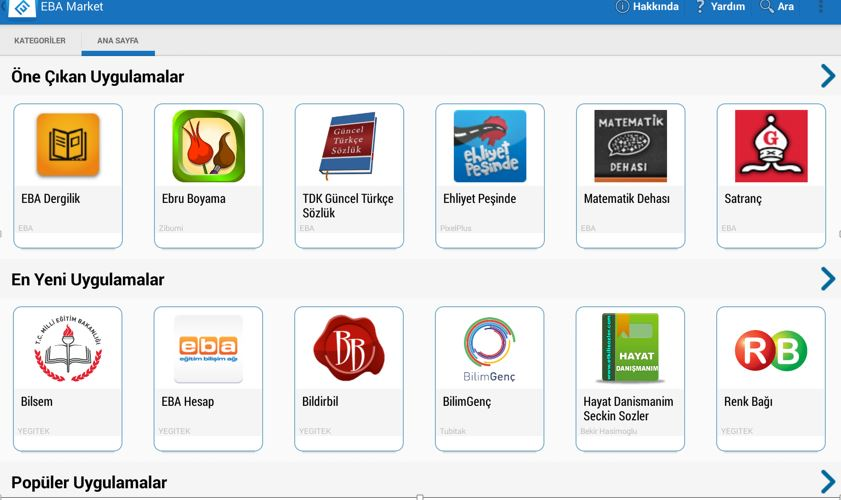 EBA Market
Hakkında
Yardım
Ara
KATEGORİLER
ANA SAYFA
Öne Çıkan Uygulamalar
Güncel
Türkçe
Sözlük
ehliyet
Peşinde
MATEMATİK
DEHASI
G
EBA Dergilik
Ebru Boyama
TDK Güncel Türkçe
Sözlük
Ehliyet Peşinde
Matematik Dehası
Satranç
EBA
Zibumi
EBA
PixelPlus
EBA
EBA
En Yeni Uygulamalar
T.C. MİLLİ EĞİTİM BAKANLIĞI
eba
eğitim bilişim ağı
BB
BilimGenç
www.etkilisozler.com
HAYAT
DANIŞMANIM
RB
Bilsem
EBA Hesap
Bildirbil
BilimGenç
Hayat Danismanim
Seckin Sozler
Renk Bağı
YEGITEK
YEGITEK
YEGITEK
Tubitak
Bekir Hasimoglu
YEGITEK
Popüler Uygulamalar